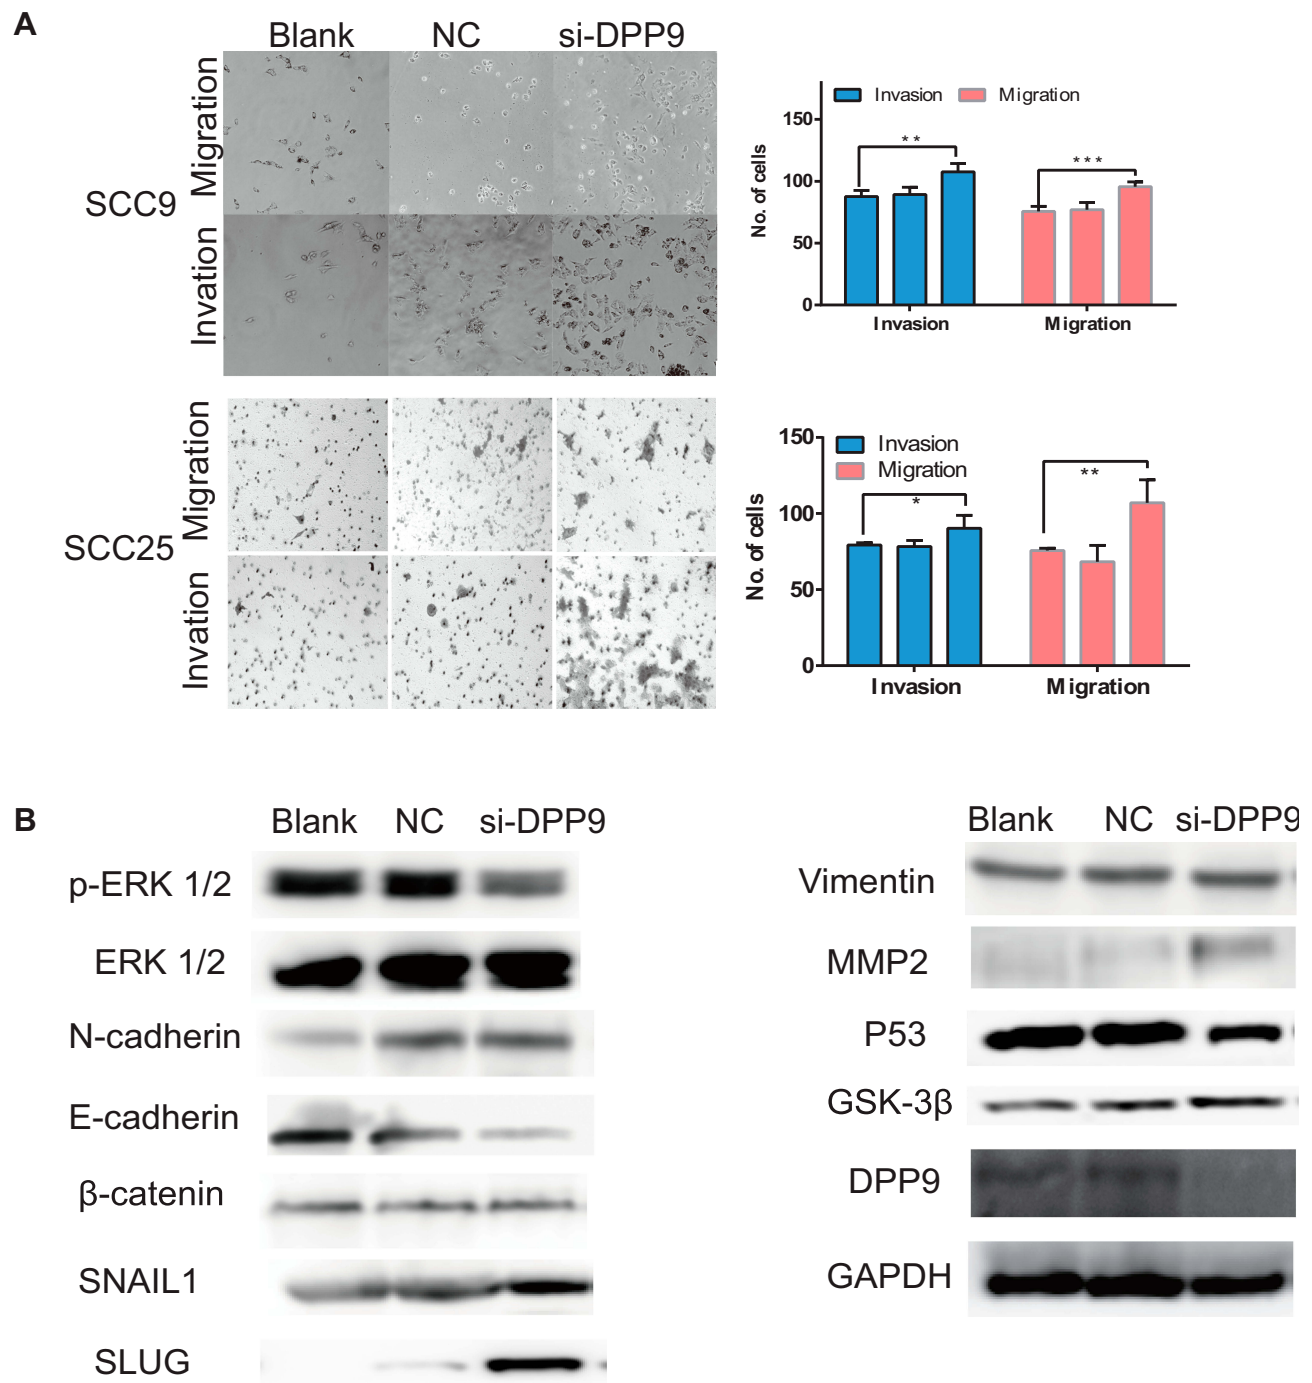 A
Blank NC si-DPP9
SCC9
Migration
Invation
SCC25
Migration
Invation
Invasion Migration
No. of cells
150
100
50
0
**
***
Invasion Migration
Invasion
Migration
No. of cells
150
100
50
0
*
**
Invasion Migration
B
Blank NC si-DPP9
p-ERK 1/2
ERK 1/2
N-cadherin
E-cadherin
β-catenin
SNAIL1
SLUG
Blank NC si-DPP9
Vimentin
MMP2
P53
GSK-3β
DPP9
GAPDH